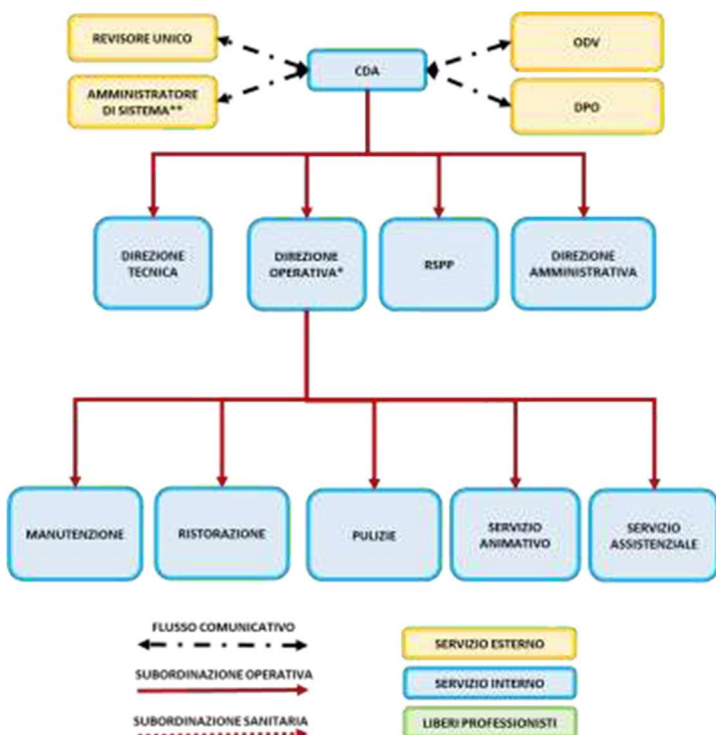 REVISORE UNICO
AMMINISTRATORE
DI SISTEMA**
CDA
ODV
DPO
DIREZIONE
TECNICA
DIREZIONE
OPERATIVA*
RSPP
DIREZIONE
AMMINISTRATIVA
MANUTENZIONE
RISTORAZIONE
PULIZIE
SERVIZIO
ANIMATIVO
SERVIZIO
ASSISTENZIALE
FLUSSO COMUNICATIVO
SUBORDINAZIONE OPERATIVA
SUBORDINAZIONE SANITARIA
SERVIZIO ESTERNO
SERVIZIO INTERNO
LIBERI PROFESSIONISTI